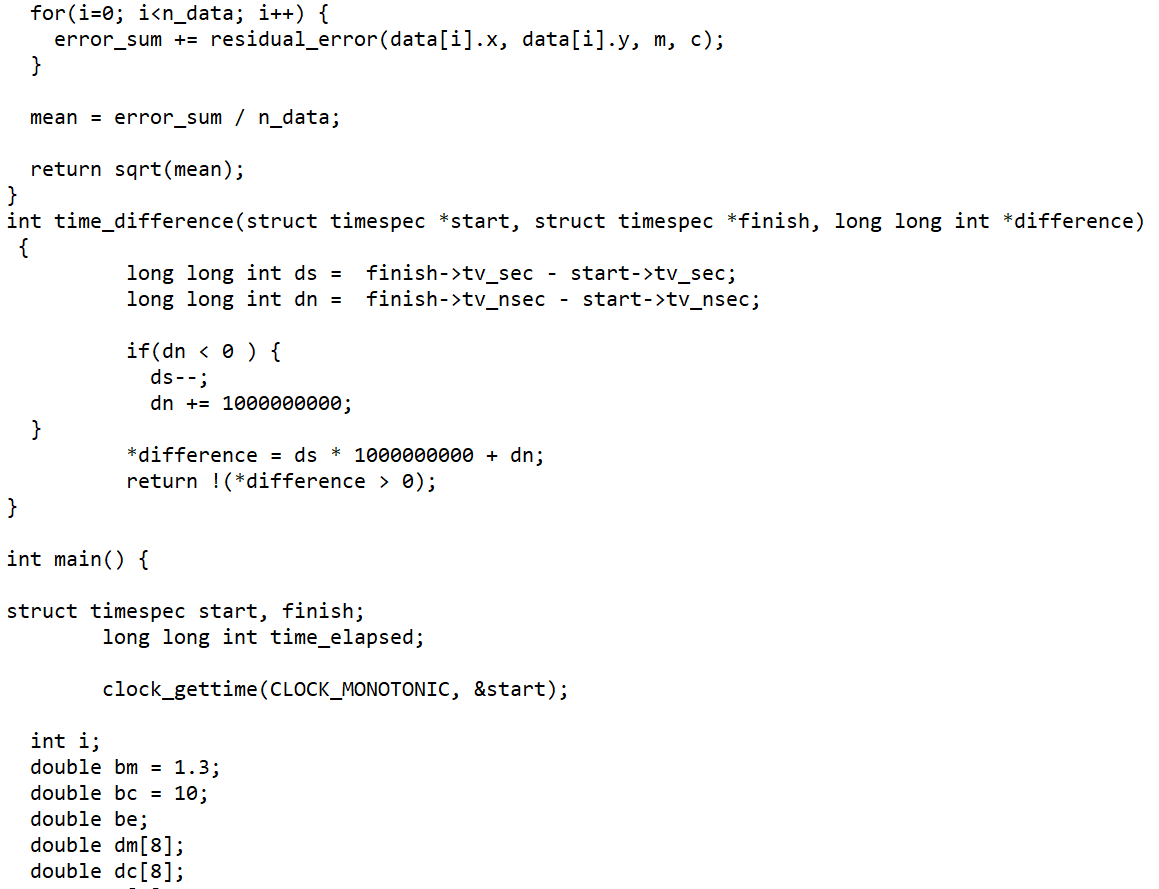 for(i=0; i<n_data; i++) {
    error_sum += residual_error(data[i].x, data[i].y, m, c);
  }

  mean = error_sum / n_data;

  return sqrt(mean);
}
int time_difference(struct timespec *start, struct timespec *finish, long long int *difference)
 {
          long long int ds =  finish->tv_sec - start->tv_sec;
          long long int dn =  finish->tv_nsec - start->tv_nsec;

          if(dn < 0 ) {
            ds--;
            dn += 1000000000;
  }
          *difference = ds * 1000000000 + dn;
          return !(*difference > 0);
}

int main() {

struct timespec start, finish;
        long long int time_elapsed;

        clock_gettime(CLOCK_MONOTONIC, &start);

  int i;
  double bm = 1.3;
  double bc = 10;
  double be;
  double dm[8];
  double dc[8];